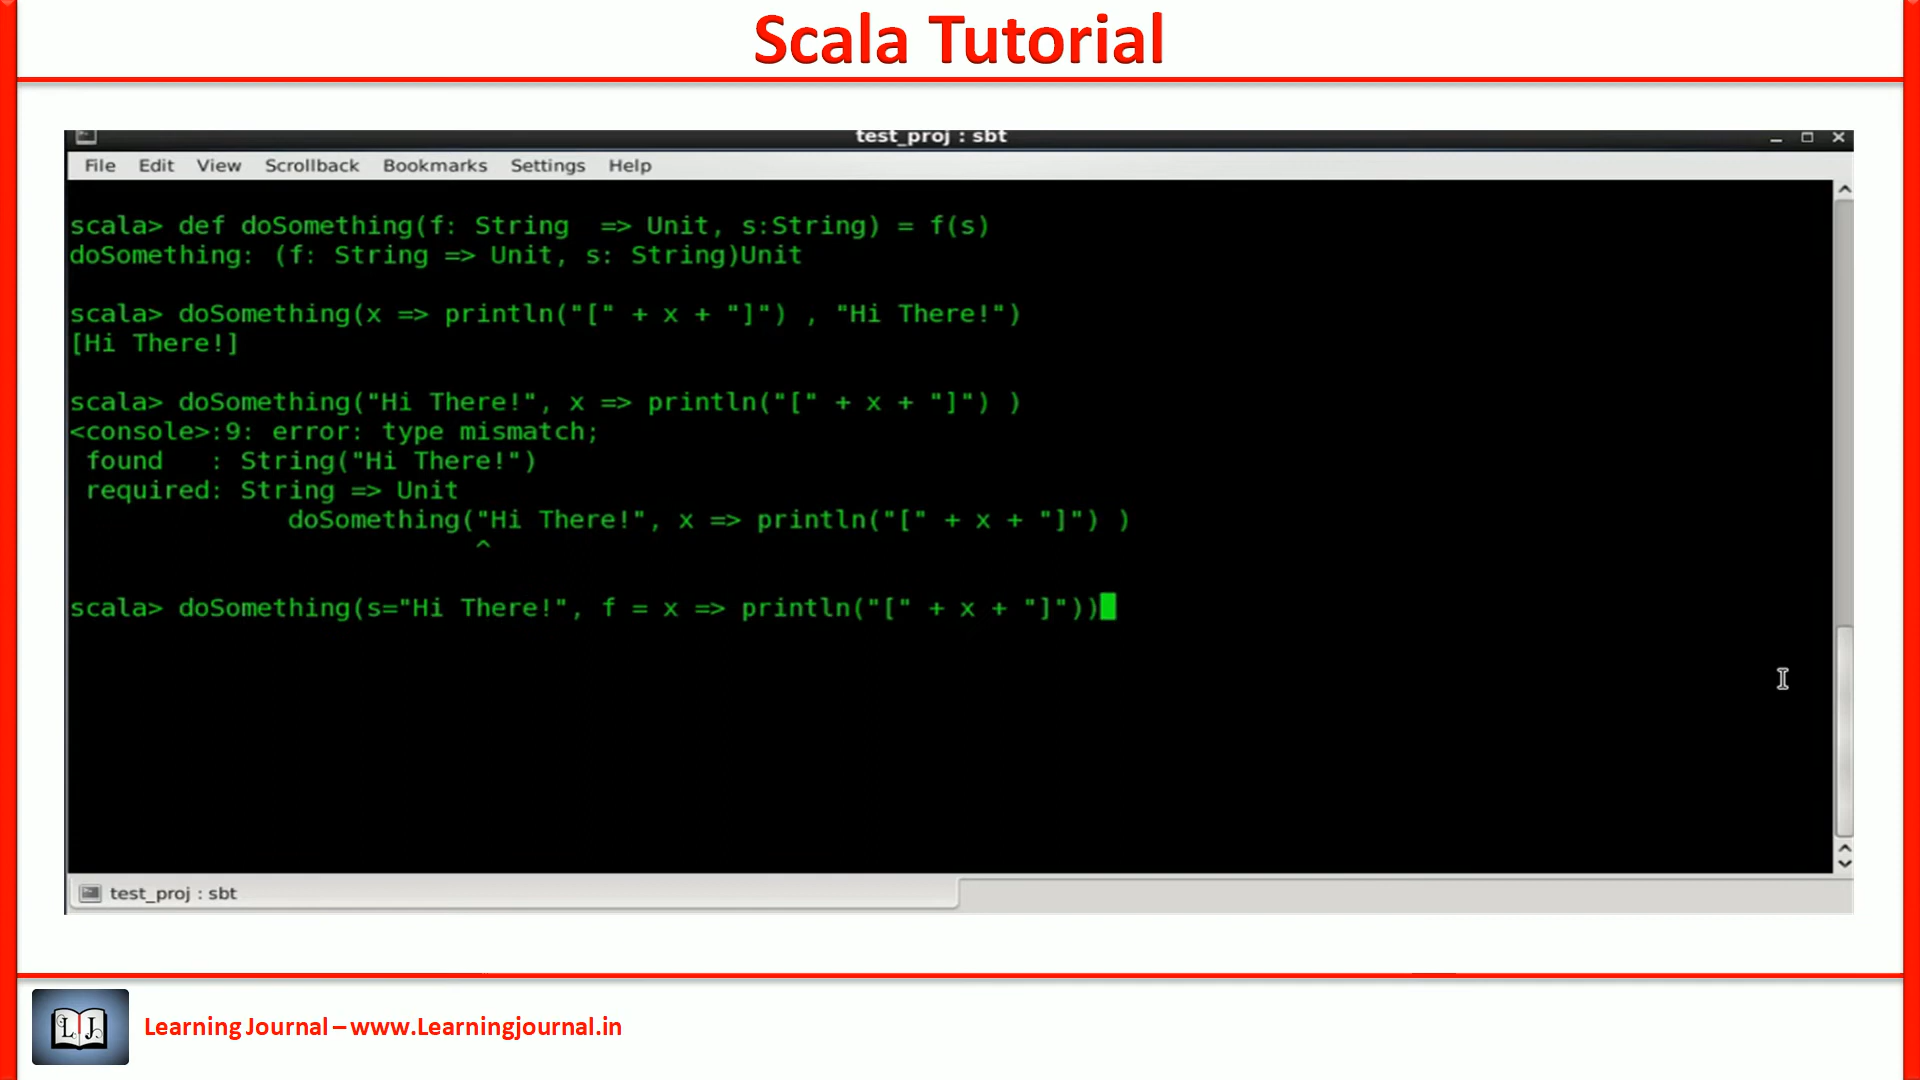 Scala Tutorial
test_proj : sbt
File Edit View Scrollback Bookmarks Settings Help
scala> def doSomething(f: String  => Unit, s:String) = f(s)
doSomething: (f: String => Unit, s: String)Unit
scala> doSomething(x => println("[" + x + "]") , "Hi There!")
[Hi There!]
scala> doSomething("Hi There!", x => println("[" + x + "]") )
<console>:9: error: type mismatch;
 found   : String("Hi There!")
 required: String => Unit
              doSomething("Hi There!", x => println("[" + x + "]") )
                          ^
scala> doSomething(s="Hi There!", f = x => println("[" + x + "]"))
test_proj : sbt
LJ
Learning Journal – www.Learningjournal.in